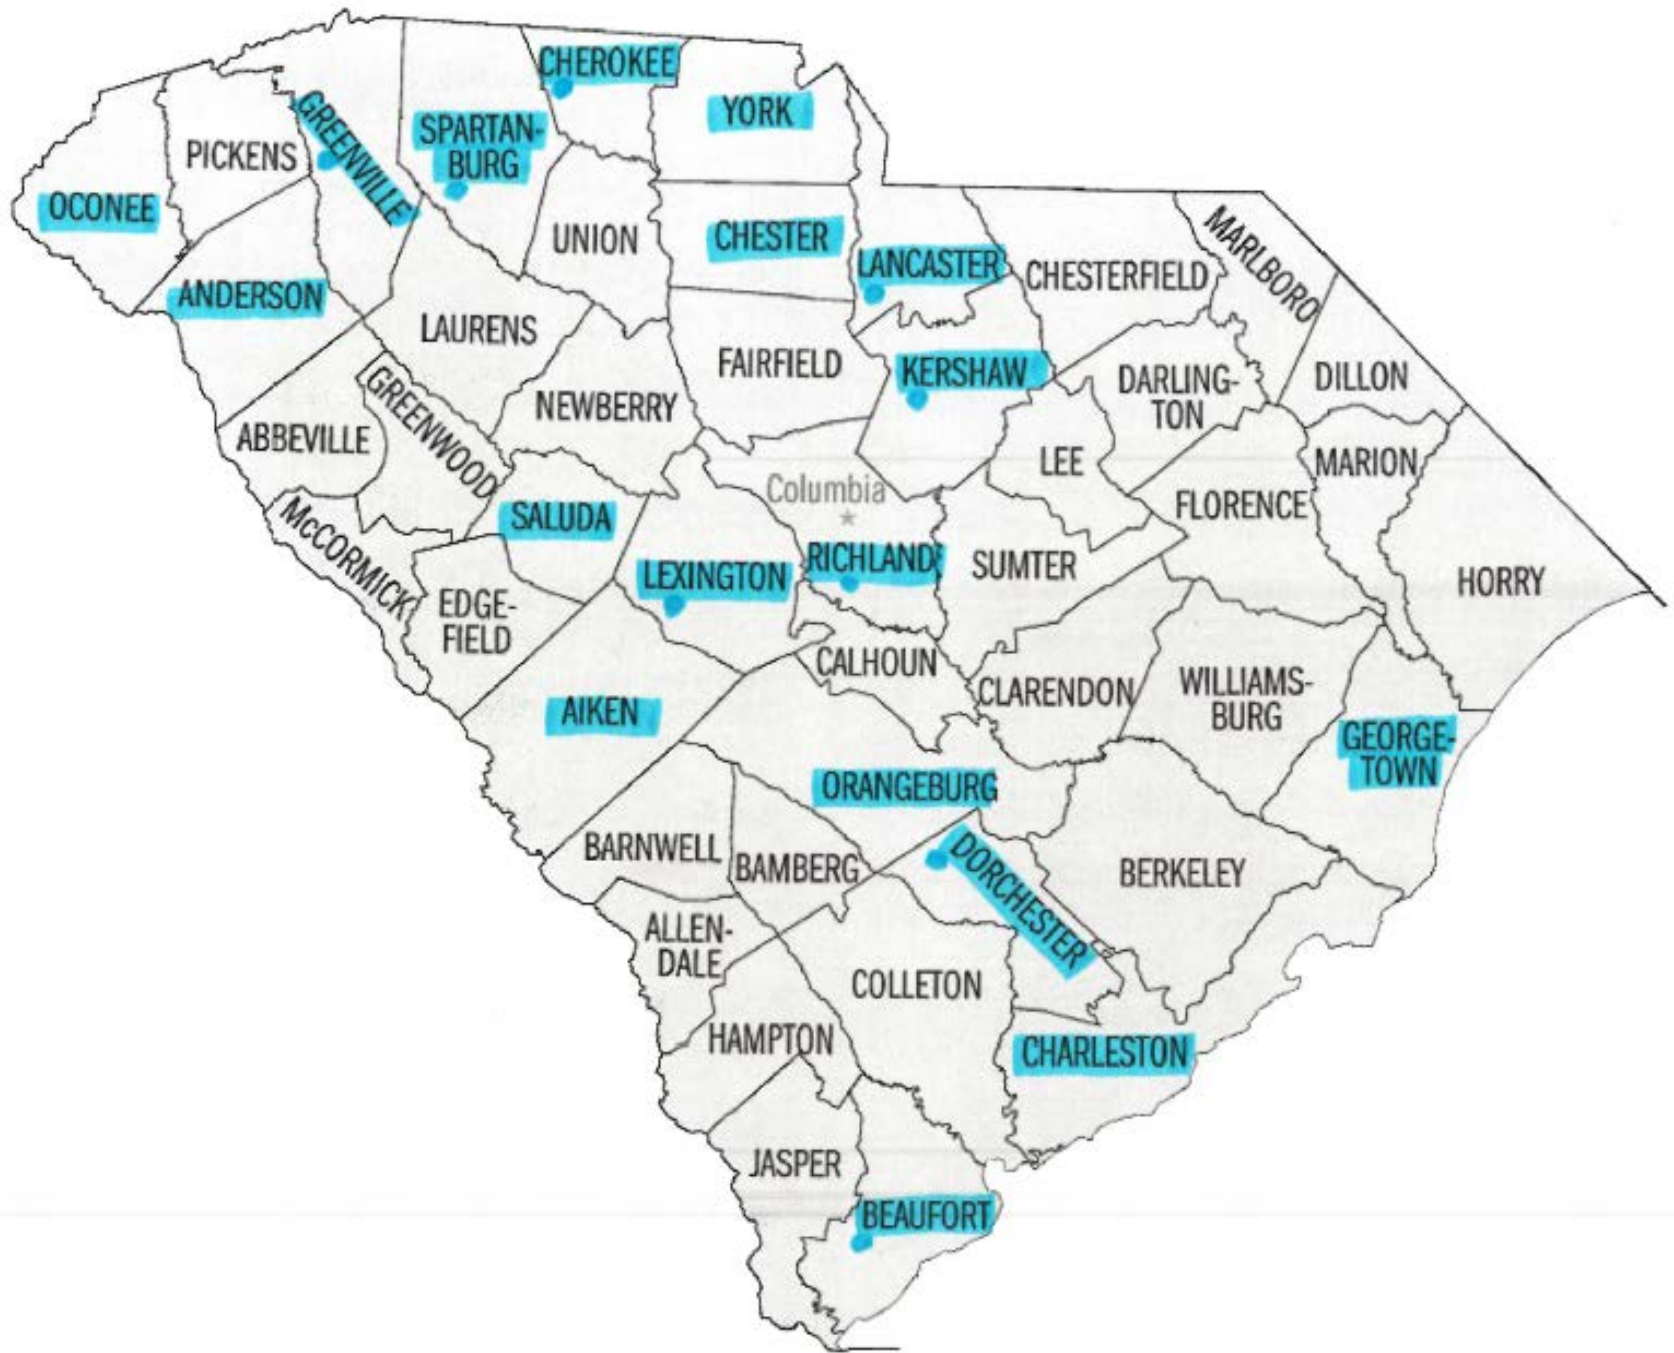 CHEROKEE
YORK
GREENVILLE
SPARTAN-
BURG
PICKENS
OCONEE
UNION
CHESTER
LANCASTER
CHESTERFIELD
MARLBORO
ANDERSON
LAURENS
FAIRFIELD
KERSHAW
DARLING-
TON
DILLON
GREENWOOD
NEWBERRY
ABBEVILLE
LEE
MARION
Columbia
FLORENCE
SALUDA
McCORMICK
LEXINGTON
RICHLAND
SUMTER
HORRY
EDGE-
FIELD
CALHOUN
CLARENDON
WILLIAMS-
BURG
AIKEN
GEORGE-
TOWN
ORANGEBURG
BARNWELL
BAMBERG
DORCHESTER
BERKELEY
ALLEN-
DALE
COLLETON
HAMPTON
CHARLESTON
JASPER
BEAUFORT